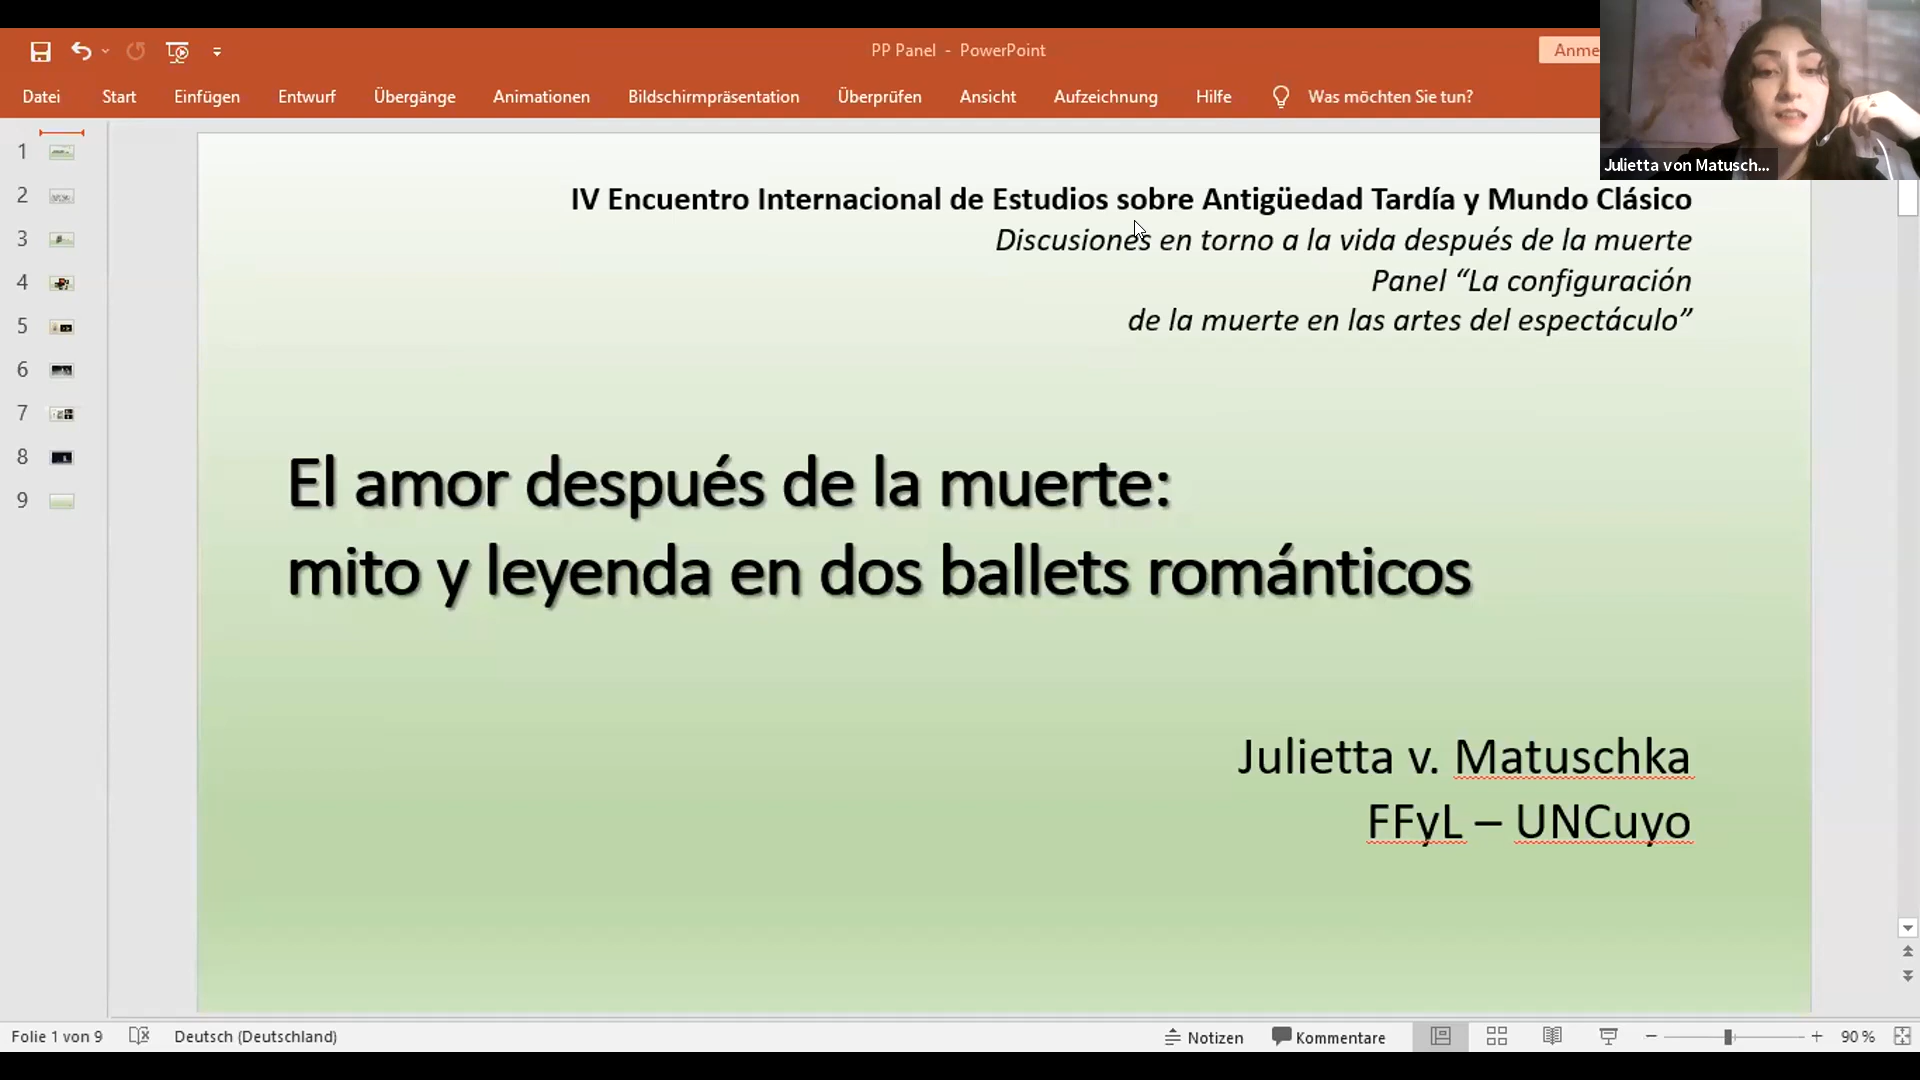 PP Panel - PowerPoint
Anme
Datei Start Einfügen Entwurf Übergänge Animationen Bildschirmpräsentation Überprüfen Ansicht Aufzeichnung Hilfe Was möchten Sie tun?
Julietta von Matusch...
1
2
3
4
5
6
7
8
9
IV Encuentro Internacional de Estudios sobre Antigüedad Tardía y Mundo Clásico
Discusiones en torno a la vida después de la muerte
Panel “La configuración
de la muerte en las artes del espectáculo”
El amor después de la muerte:
mito y leyenda en dos ballets románticos
Julietta v. Matuschka
FFyL – UNCuyo
Folie 1 von 9 Deutsch (Deutschland) Notizen Kommentare 90 %